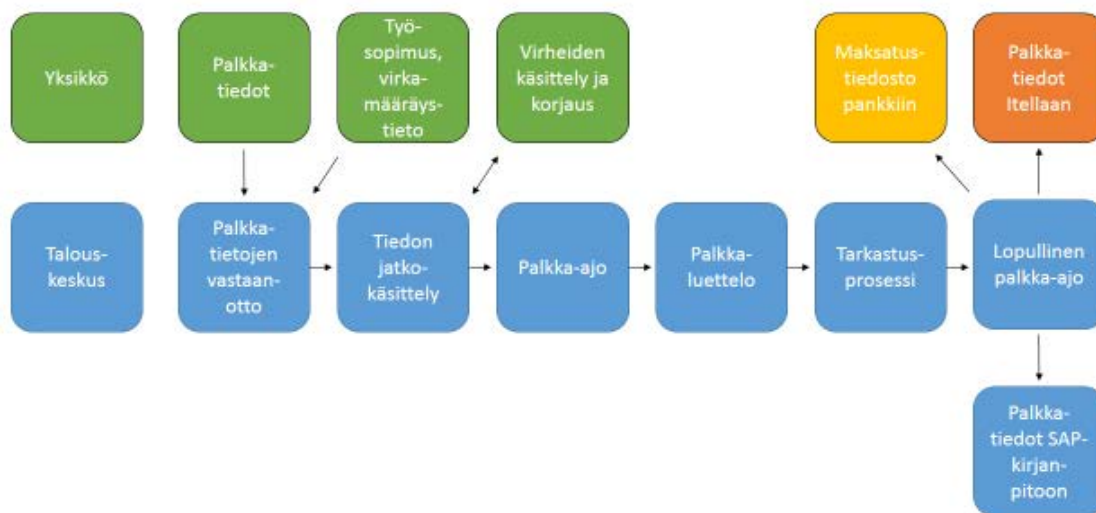 Yksikkö
Palkka-
tiedot
Työ-
sopimus,
virka-
määräys-
tieto
Virheiden
käsittely ja
korjaus
Maksatus-
tiedosto
pankkiin
Palkka-
tiedot
Itellaan
Talous-
keskus
Palkka-
tietojen
vastaan-
otto
Tiedon
jatko-
käsittely
Palkka-ajo
Palkka-
luettelo
Tarkastus-
prosessi
Lopullinen
palkka-ajo
Palkka-
tiedot SAP-
kirjan-
pitoon